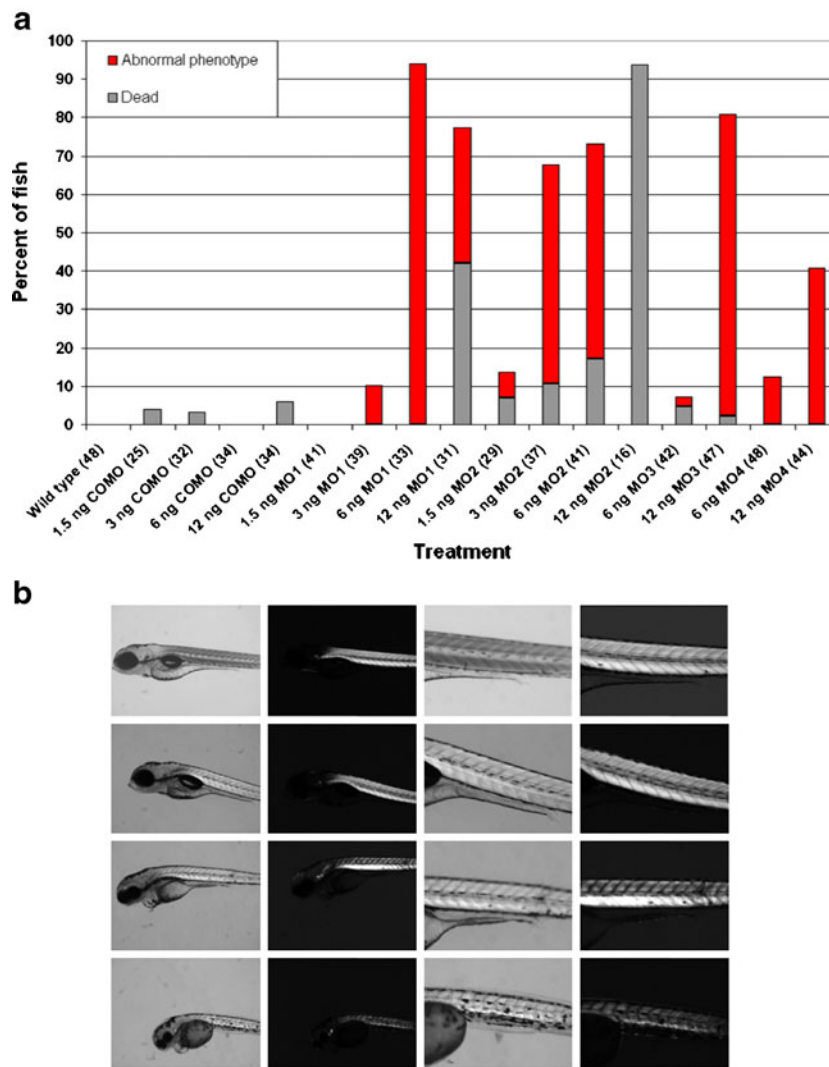 a
100
90
80
70
60
50
40
30
20
10
0
Percent of fish
Abnormal phenotype
Dead
Wild type (48)
1.5 ng COMO (25)
3 ng COMO (32)
6 ng COMO (34)
12 ng COMO (34)
1.5 ng MO1 (41)
3 ng MO1 (39)
6 ng MO1 (33)
12 ng MO1 (31)
1.5 ng MO2 (29)
3 ng MO2 (37)
6 ng MO2 (41)
12 ng MO2 (16)
6 ng MO3 (42)
12 ng MO3 (47)
6 ng MO4 (48)
12 ng MO4 (44)
Treatment
b